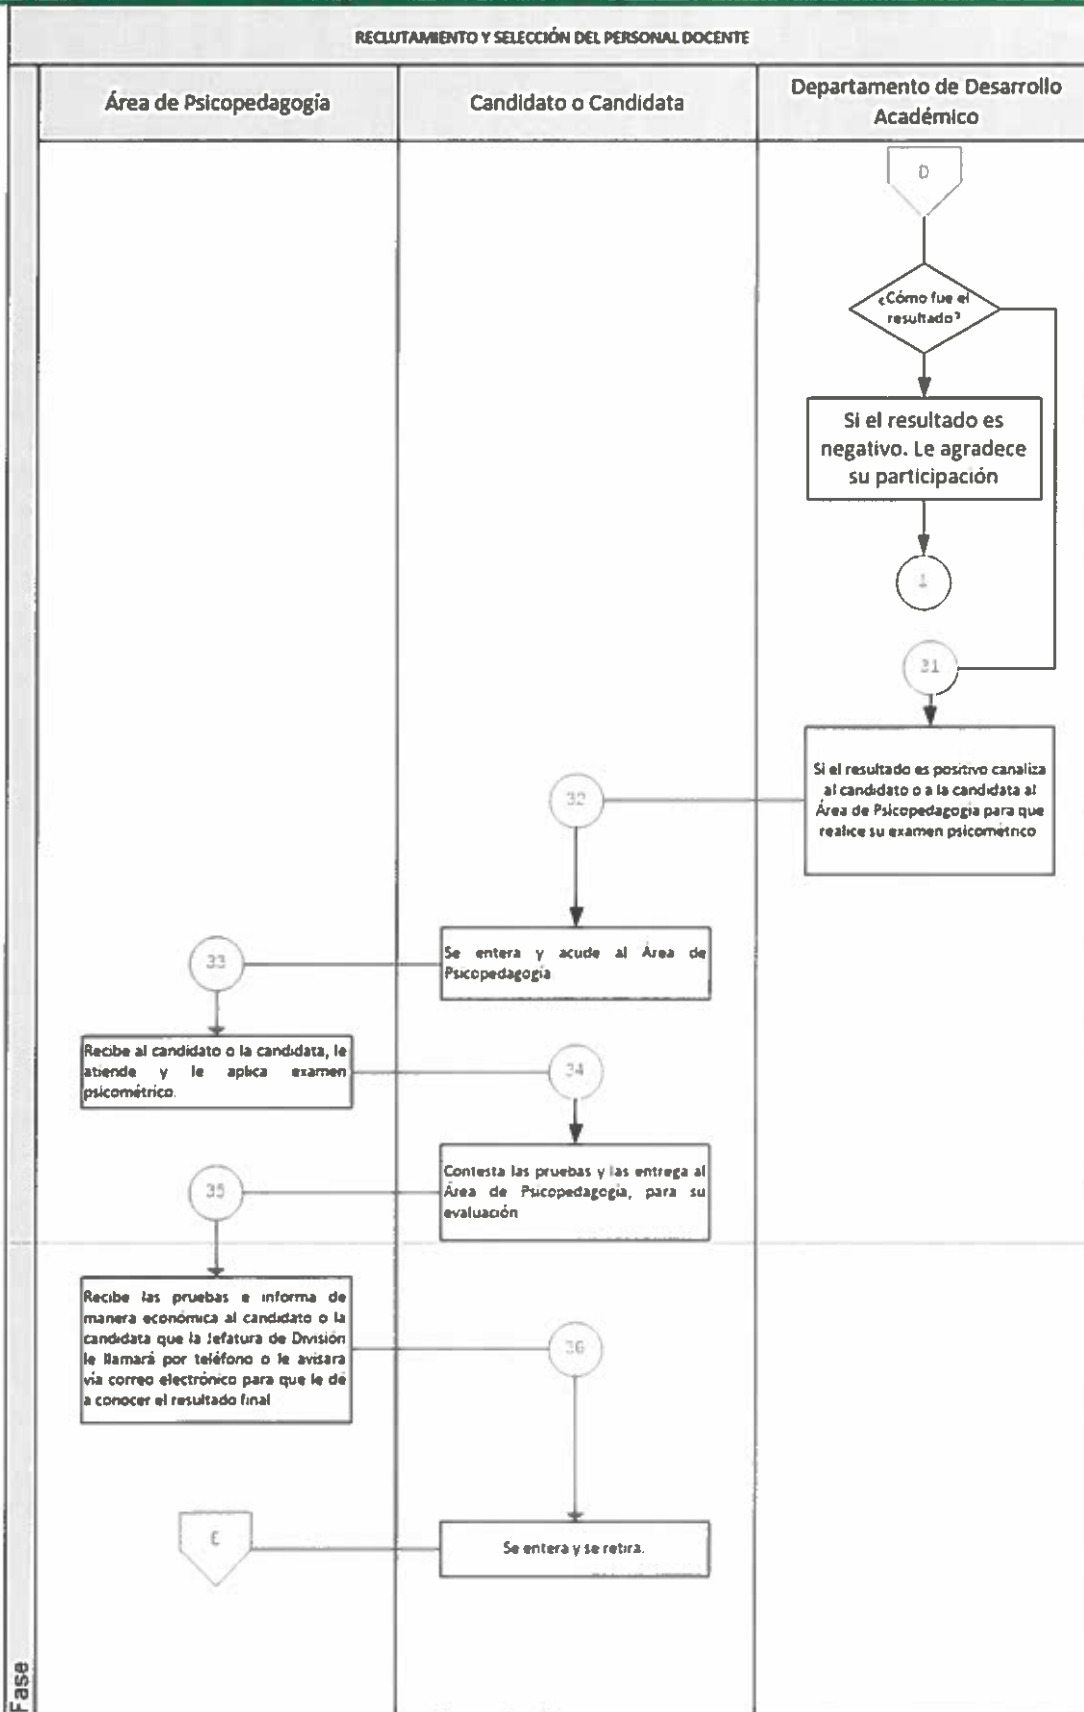 RECLUTAMIENTO Y SELECCIÓN DEL PERSONAL DOCENTE
Área de Psicopedagogía
Candidato o Candidata
Departamento de Desarrollo
Académico
D
¿Cómo fue el
resultado?
Si el resultado es
negativo. Le agradece
su participación
1
31
Si el resultado es positivo canaliza
al candidato o a la candidata al
Área de Psicopedagogía para que
realice su examen psicométrico
32
Se entera y acude al Área de
Psicopedagogía
33
Recibe al candidato o la candidata, le
atiende y le aplica examen
psicométrico.
34
Contesta las pruebas y las entrega al
Área de Psicopedagogía, para su
evaluación
35
Recibe las pruebas e informa de
manera económica al candidato o la
candidata que la Jefatura de División
le llamará por teléfono o le avisara
vía correo electrónico para que le dé
a conocer el resultado final
36
Se entera y se retira.
E
Fase